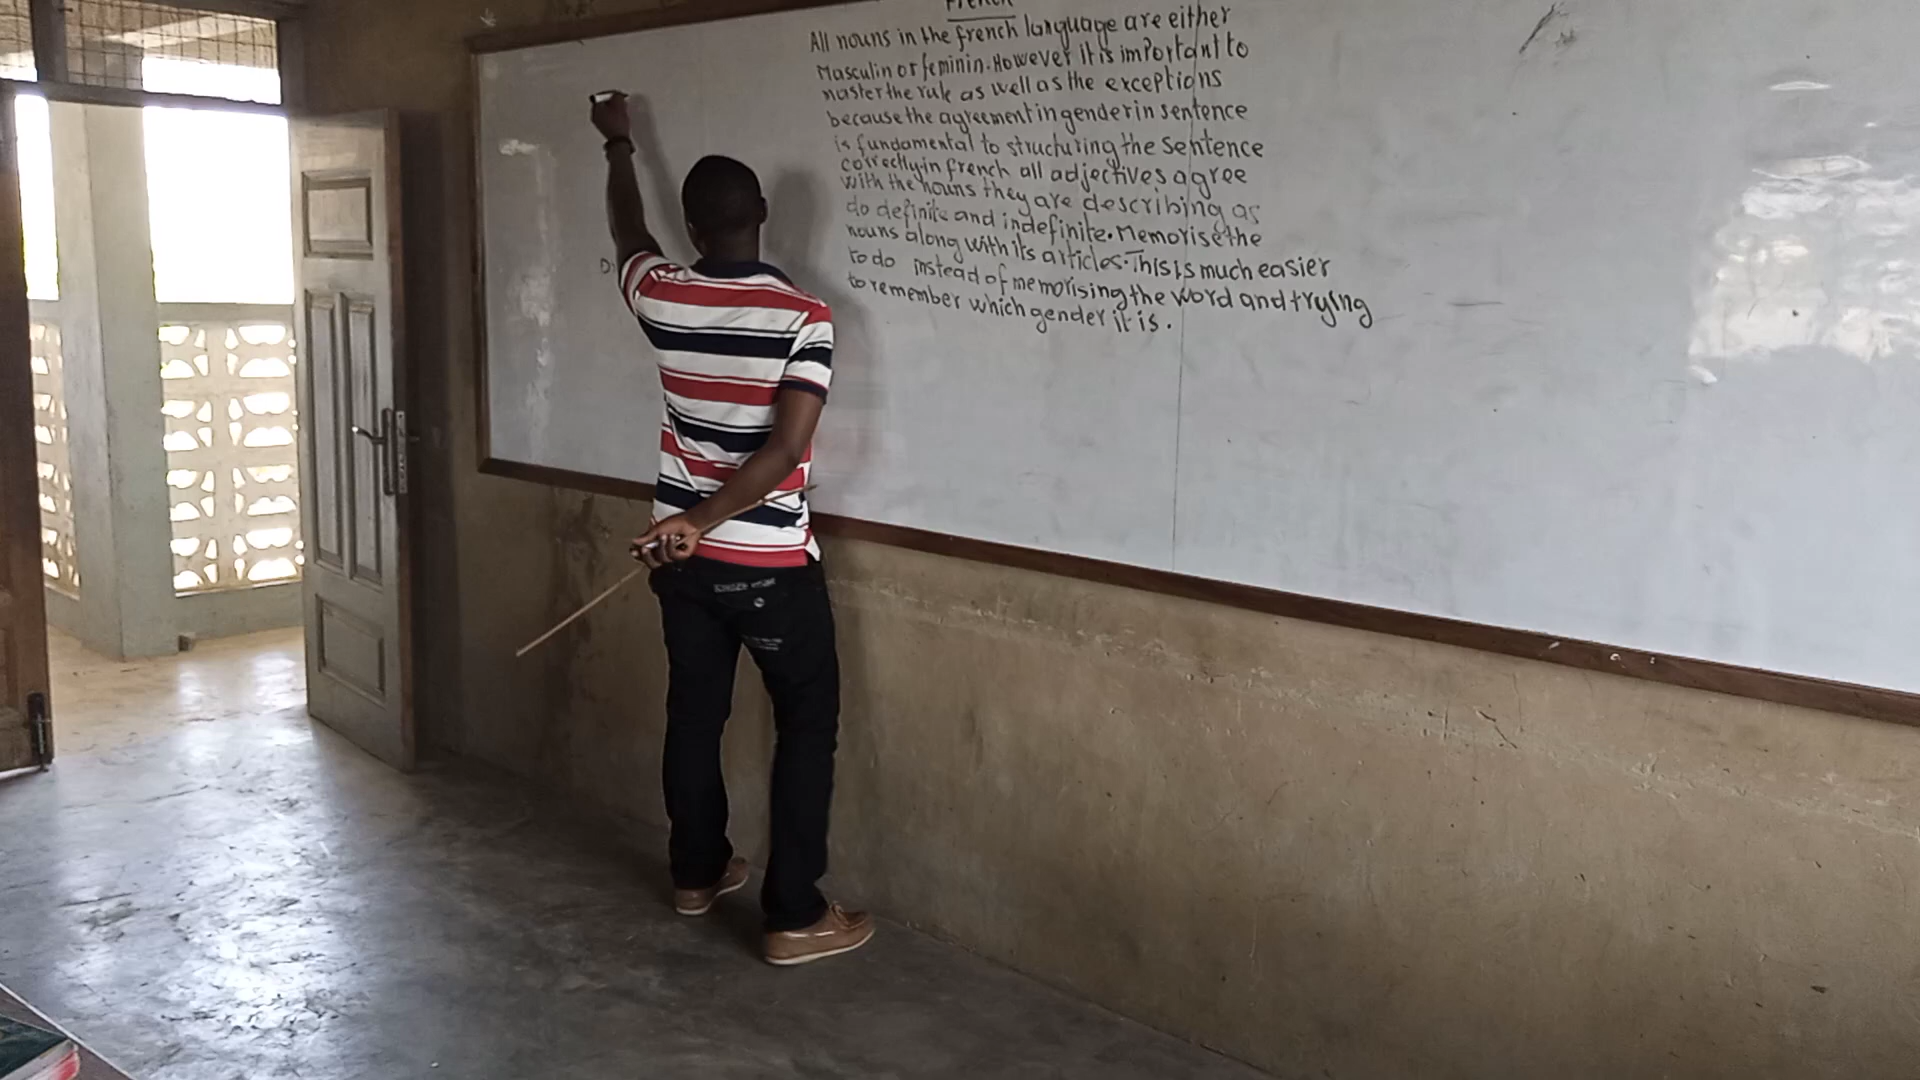 French
All nouns in the french language are either
Masculin or feminin. However it is important to
master the rule as well as the exceptions
because the agreement in gender in sentence
is fundamental to structuring the sentence
correctly. in french all adjectives agree
with the nouns they are describing as
do definite and indefinite. Memorise the
nouns along with its articles. This is much easier
to do instead of memorising the word and trying
to remember which gender it is.